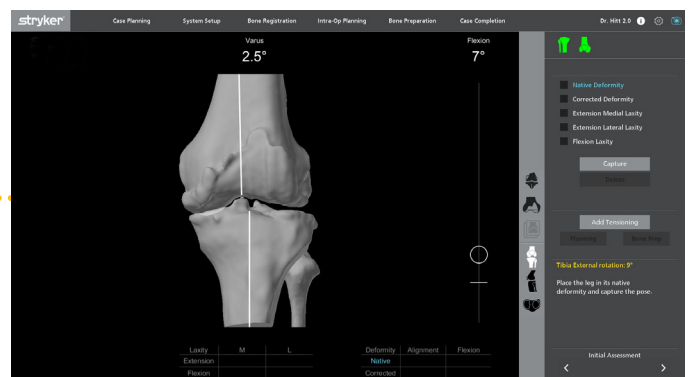 stryker
Case Planning System Setup Bone Registration Intra-Op Planning Bone Preparation Case Completion Dr. Hitt 2.0
Varus
2.5°
Flexion
7°
Native Deformity
Corrected Deformity
Extension Medial Laxity
Extension Lateral Laxity
Flexion Laxity
Capture
Delete
Add Tensioning
Planning Bone Prep
Tibia External rotation: 9°
Place the leg in its native
deformity and capture the pose.
Laxity M L
Extension
Flexion
Deformity Alignment Flexion
Native
Corrected
Initial Assessment